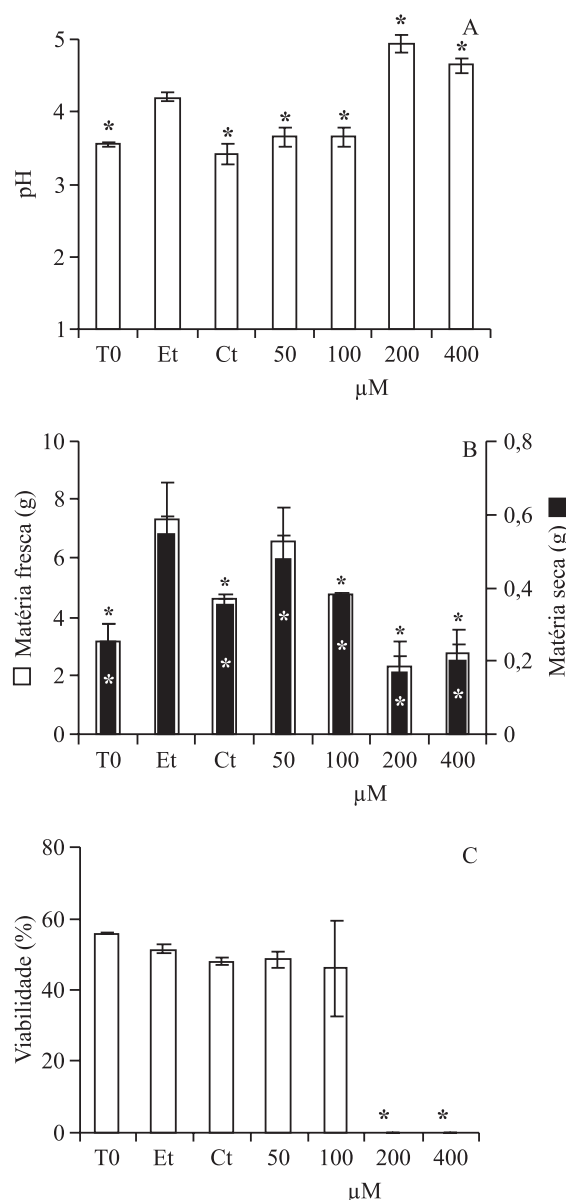 A
*
*
*
*
*
*
5
4
3
2
1
pH
T0 Et Ct 50 100 200 400
µM
B
10
8
6
4
2
0
Matéria fresca (g)
0,8
0,6
0,4
0,2
0
Matéria seca (g)
* * * * *
* * * * * *
T0 Et Ct 50 100 200 400
µM
C
80
60
40
20
0
Viabilidade (%)
* *
T0 Et Ct 50 100 200 400
µM